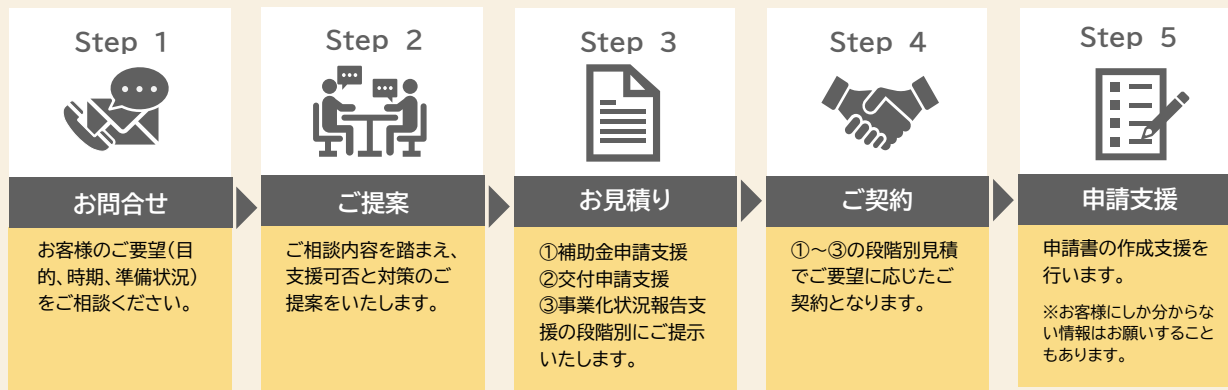 Step 1
お問合せ
お客様のご要望(目
的、時期、準備状況)
をご相談ください。
Step 2
ご提案
ご相談内容を踏まえ、
支援可否と対策のご
提案をいたします。
Step 3
お見積り
①補助金申請支援
②交付申請支援
③事業化状況報告支
援の段階別にご提示
いたします。
Step 4
ご契約
①～③の段階別見積
でご要望に応じたご
契約となります。
Step 5
申請支援
申請書の作成支援を
行います。
※お客様にしか分からな
い情報はお願いすること
もあります。